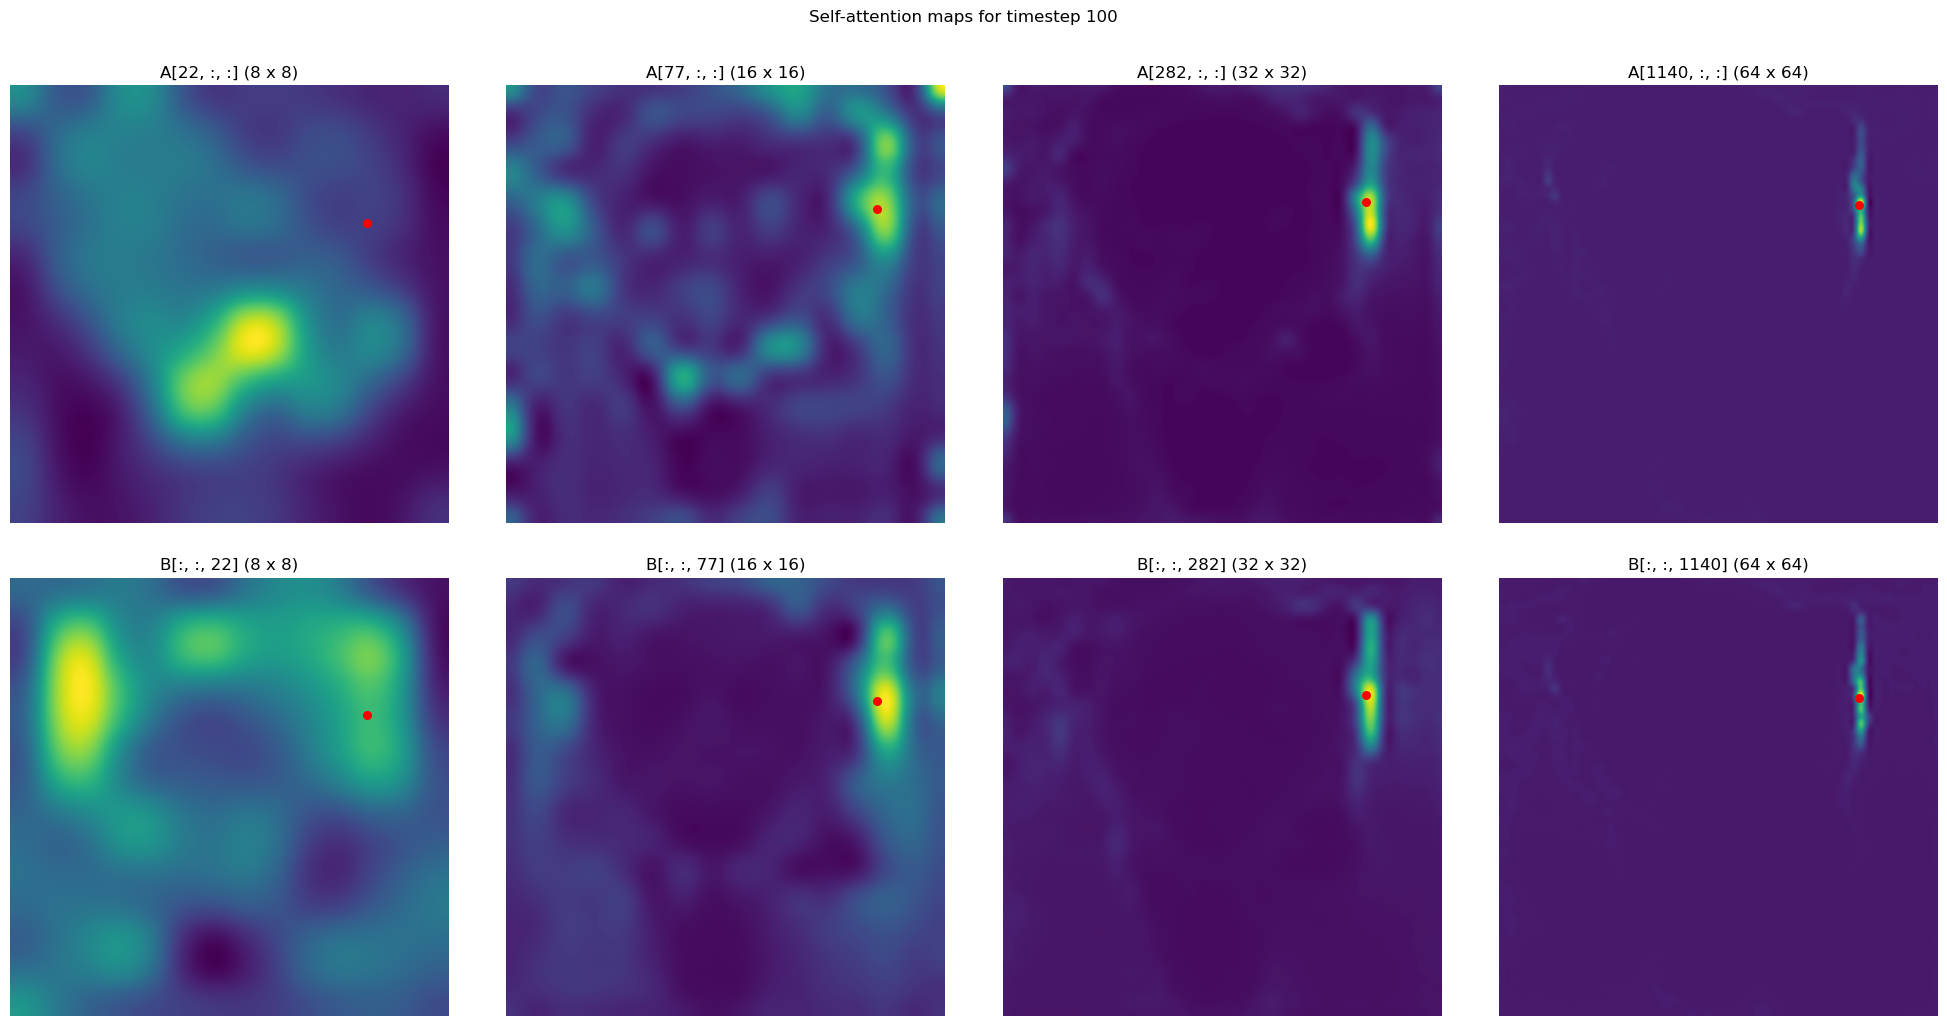 Self-attention maps for timestep 100
A[22, :, :] (8 x 8)
A[77, :, :] (16 x 16)
A[282, :, :] (32 x 32)
A[1140, :, :] (64 x 64)
B[:, :, 22] (8 x 8)
B[:, :, 77] (16 x 16)
B[:, :, 282] (32 x 32)
B[:, :, 1140] (64 x 64)